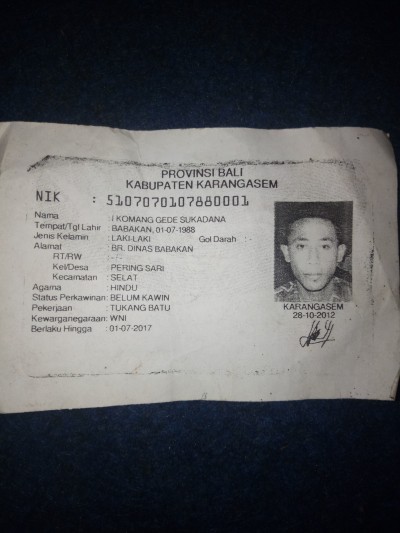 PROVINSI BALI
KABUPATEN KARANGASEM
NIK : 5107070107880001
Nama : I KOMANG GEDE SUKADANA
Tempat/Tgl Lahir : BABAKAN, 01-07-1988
Jenis Kelamin : LAKI-LAKI Gol Darah : -
Alamat : BR. DINAS BABAKAN
RT/RW : -/-
Kel/Desa : PERING SARI
Kecamatan : SELAT
Agama : HINDU
Status Perkawinan: BELUM KAWIN
Pekerjaan : TUKANG BATU
Kewarganegaraan: WNI
Berlaku Hingga : 01-07-2017
KARANGASEM
28-10-2012